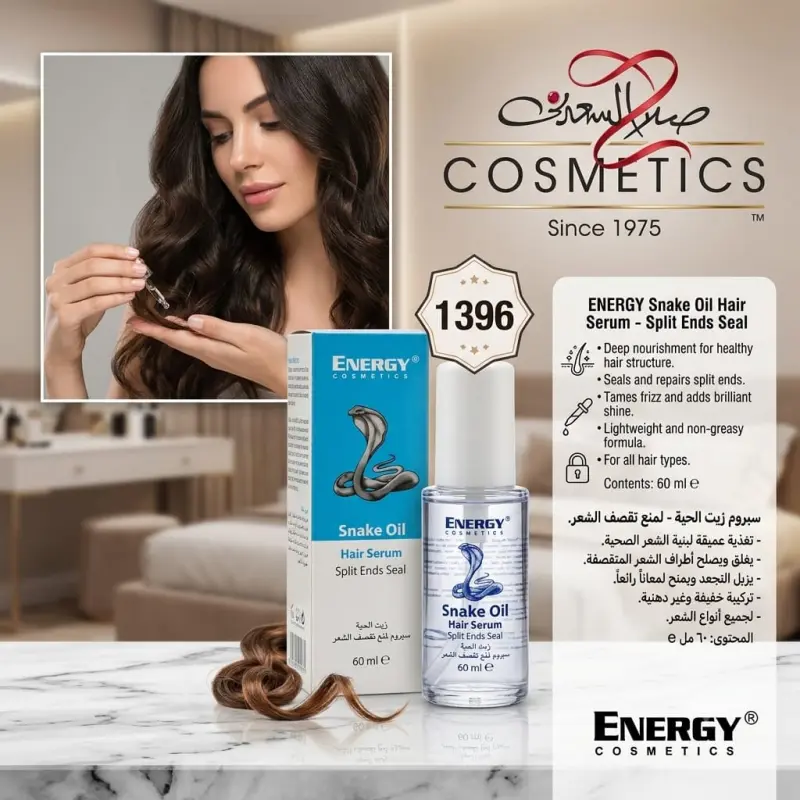 COSMETICS
TM
Since 1975
1396
ENERGY Snake Oil Hair
Serum - Split Ends Seal
• Deep nourishment for healthy
hair structure.
• Seals and repairs split ends.
• Tames frizz and adds brilliant
shine.
• Lightweight and non-greasy
formula.
• For all hair types.
Contents: 60 ml e
سيروم زيت الحية - لمنع تقصف الشعر.
- تغذية عميقة لبنية الشعر الصحية.
- يغلق ويصلح أطراف الشعر المتقصفة.
- يزيل التجعد ويمنح لمعاناً رائعاً.
- تركيبة خفيفة وغير دهنية.
- لجميع أنواع الشعر.
المحتوى: ٦٠ مل e
ENERGY®
COSMETICS
Snake Oil
Hair Serum
Split Ends Seal
زيت الحية
سيروم لمنع تقصف الشعر
60 ml e
ENERGY®
COSMETICS
Snake Oil
Hair Serum
Split Ends Seal
زيت الحية
سيروم لمنع تقصف الشعر
60 ml e
ENERGY®
COSMETICS